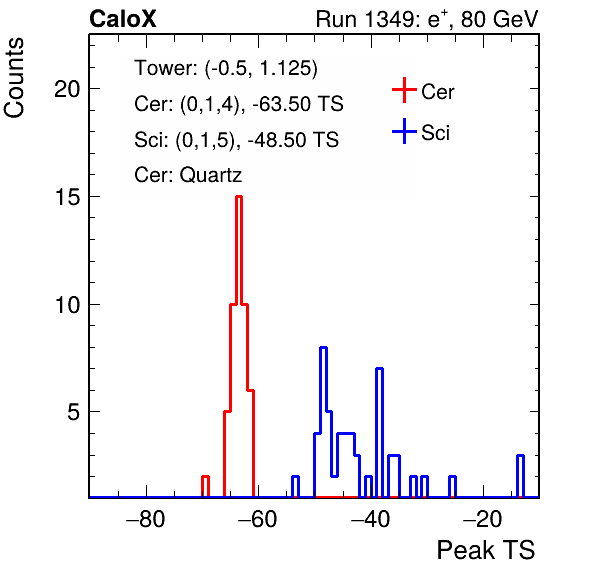 CaloX Run 1349: e⁺, 80 GeV
Counts
Tower: (-0.5, 1.125)
Cer: (0,1,4), -63.50 TS
Sci: (0,1,5), -48.50 TS
Cer: Quartz
Cer
Sci
20
15
10
5
−80 −60 −40 −20
Peak TS